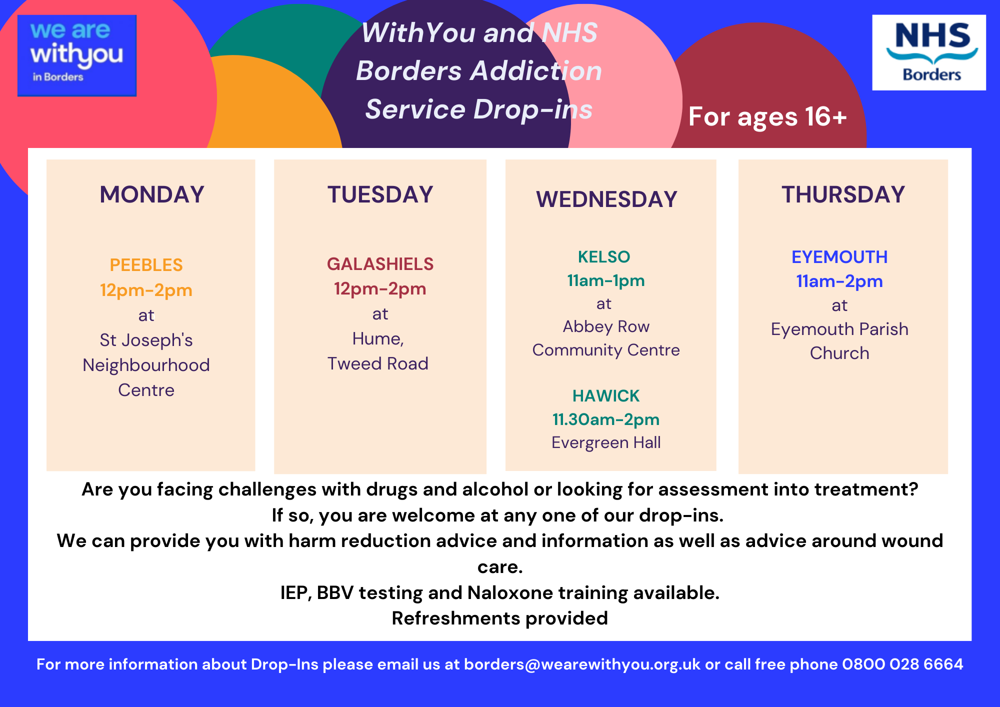 we are
withyou
in Borders
WithYou and NHS
Borders Addiction
Service Drop-ins
For ages 16+
NHS
Borders
MONDAY
PEEBLES
12pm-2pm
at
St Joseph's
Neighbourhood
Centre
TUESDAY
GALASHIELS
12pm-2pm
at
Hume,
Tweed Road
WEDNESDAY
KELSO
11am-1pm
at
Abbey Row
Community Centre
HAWICK
11.30am-2pm
Evergreen Hall
THURSDAY
EYEMOUTH
11am-2pm
at
Eyemouth Parish
Church
Are you facing challenges with drugs and alcohol or looking for assessment into treatment?
If so, you are welcome at any one of our drop-ins.
We can provide you with harm reduction advice and information as well as advice around wound
care.
IEP, BBV testing and Naloxone training available.
Refreshments provided
For more information about Drop-Ins please email us at borders@wearewithyou.org.uk or call free phone 0800 028 6664